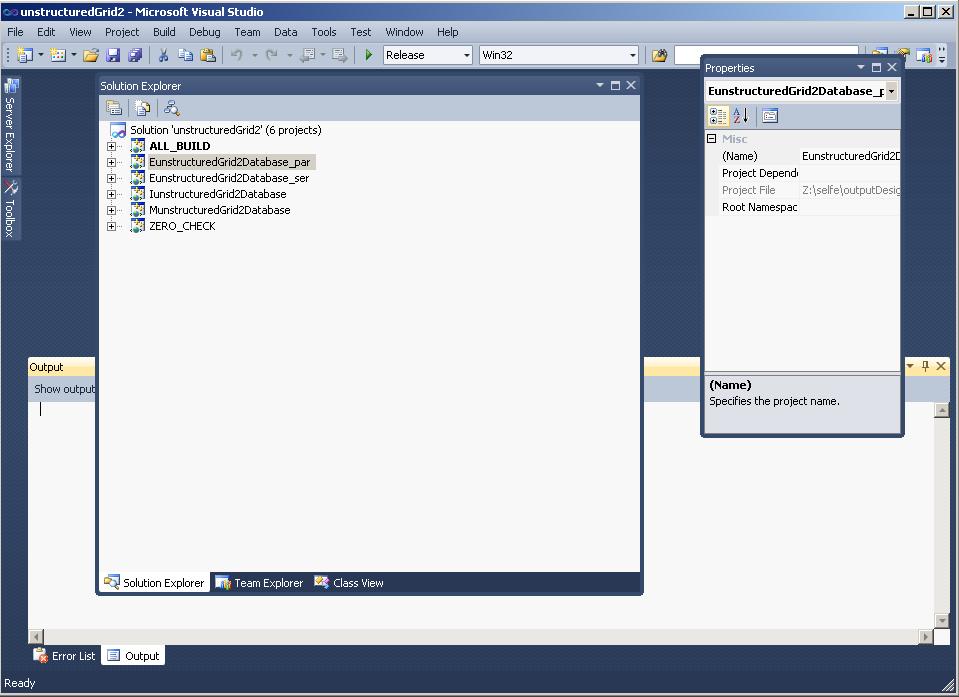 unstructuredGrid2 - Microsoft Visual Studio
File Edit View Project Build Debug Team Data Tools Test Window Help
Release Win32
Server Explorer
Toolbox
Solution Explorer
Solution 'unstructuredGrid2' (6 projects)
ALL_BUILD
EunstructuredGrid2Database_par
EunstructuredGrid2Database_ser
IunstructuredGrid2Database
MunstructuredGrid2Database
ZERO_CHECK
Solution Explorer Team Explorer Class View
Properties
EunstructuredGrid2Database_p
Misc
(Name) EunstructuredGrid2D
Project Depende
Project File Z:\selfe\outputDesig
Root Namespac
(Name)
Specifies the project name.
Output
Show output
Error List Output
Ready